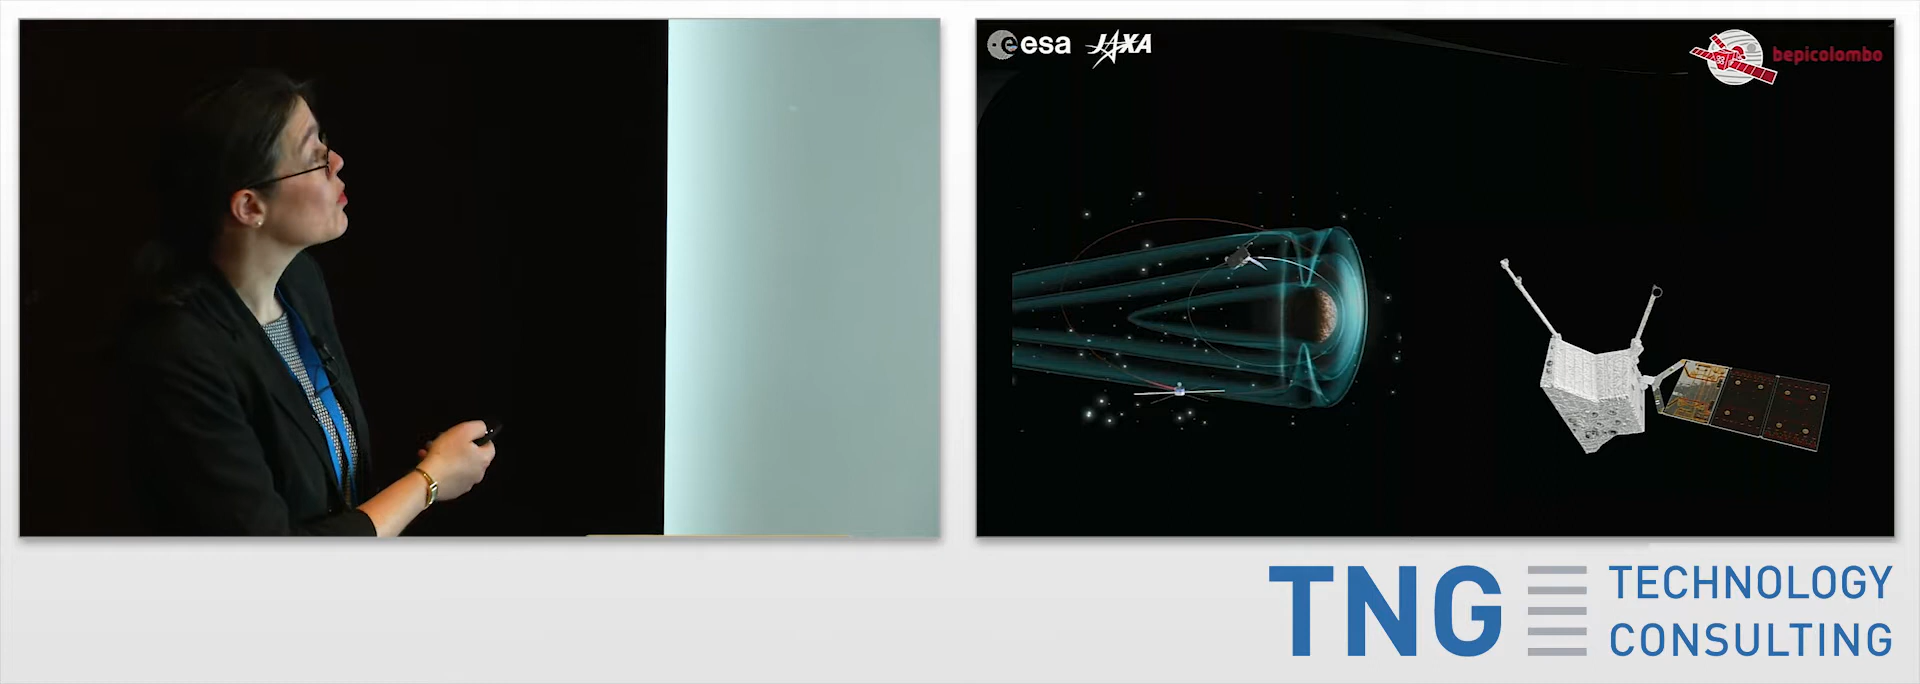 esa
JAXA
bepicolombo
TNG
TECHNOLOGY
CONSULTING